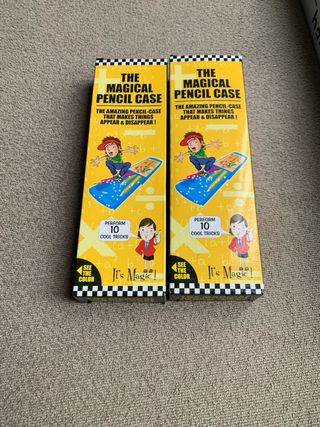 THE
MAGICAL
PENCIL CASE
THE AMAZING PENCIL-CASE
THAT MAKES THINGS
APPEAR & DISAPPEAR !
PERFORM
10
COOL TRICKS!
SEE
THE
COLOR
It's Magic!
THE
MAGICAL
PENCIL CASE
THE AMAZING PENCIL-CASE
THAT MAKES THINGS
APPEAR & DISAPPEAR !
PERFORM
10
COOL TRICKS!
SEE
THE
COLOR
It's Magic!